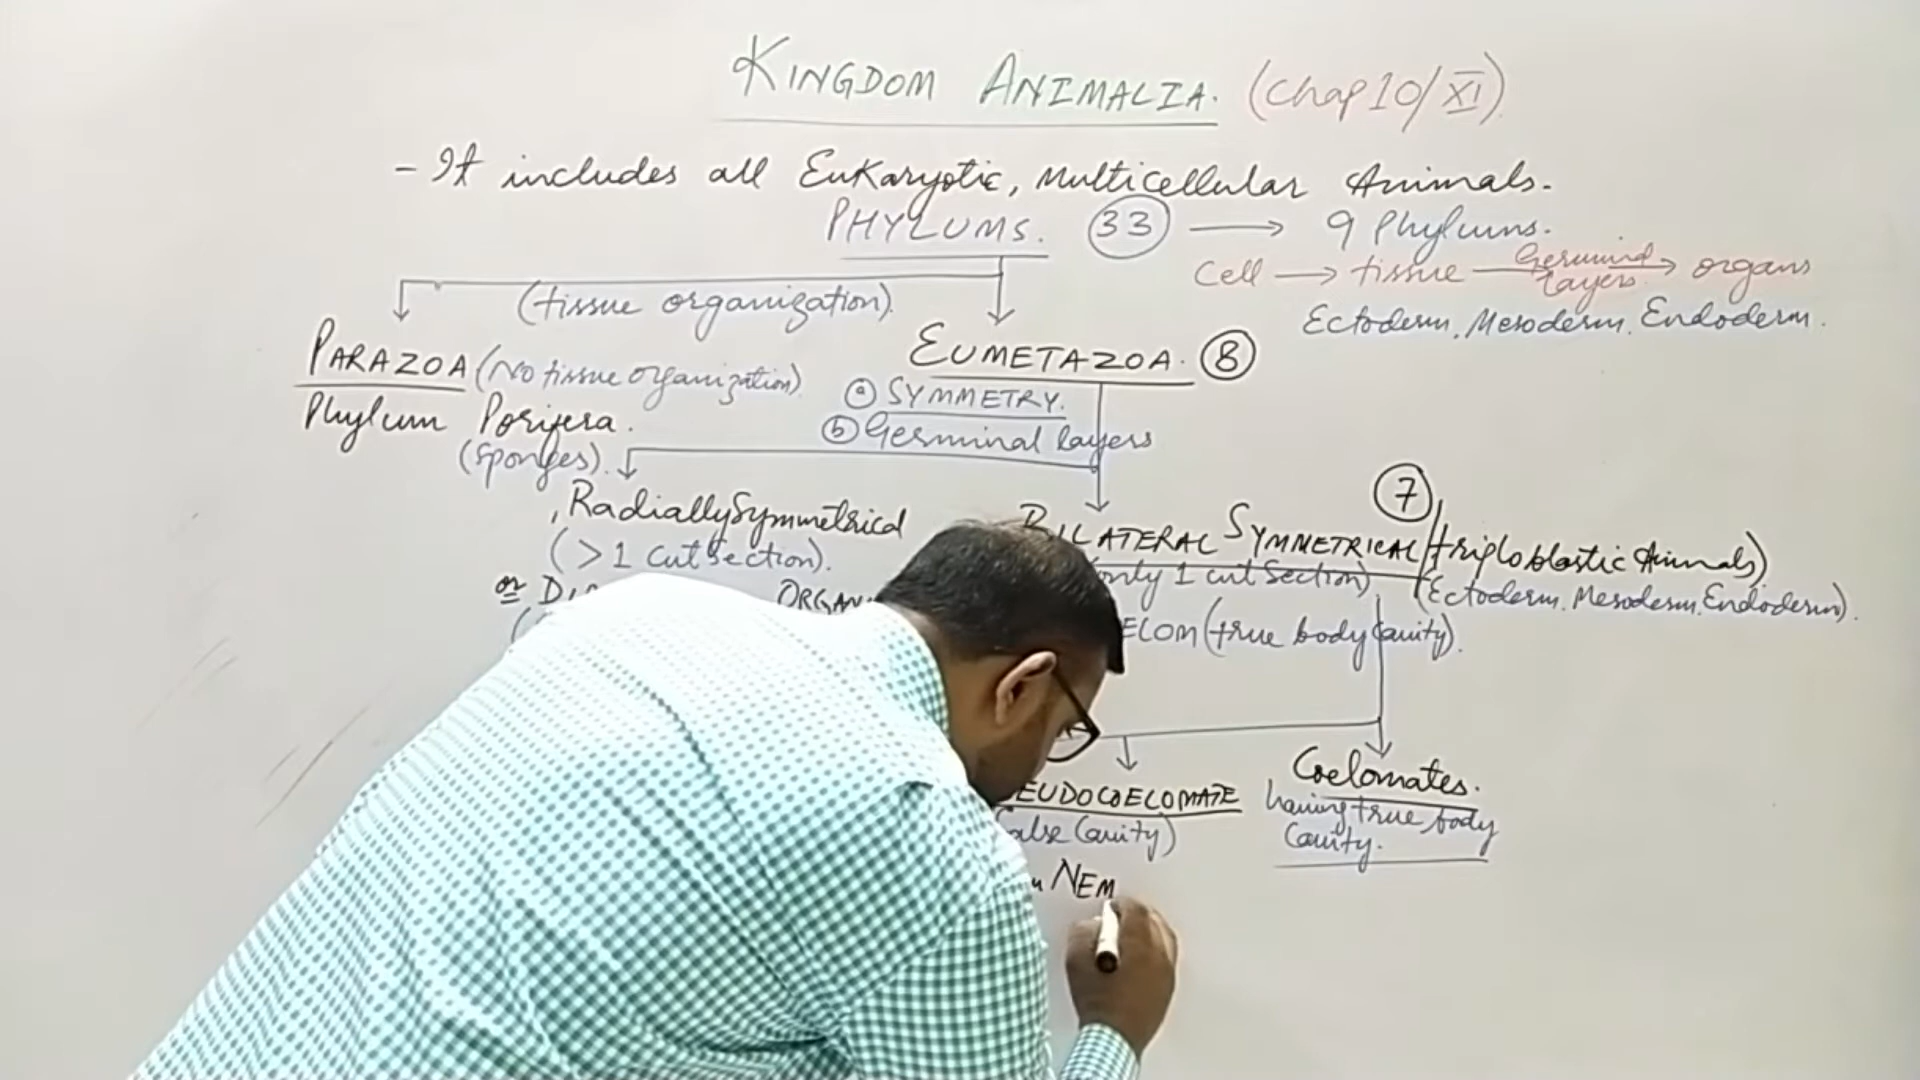 KINGDOM ANIMALIA. (Chap 10/XI)
- It includes all Eukaryotic, Multicellular Animals.
PHYLUMS. 33 → 9 Phylums.
Cell → tissue → Germinal layers → organs
Ectoderm, Mesoderm, Endoderm.
(tissue organization).
PARAZOA (No tissue organization)
EUMETAZOA. 8
Phylum Porifera.
(Sponges).
a SYMMETRY.
b Germinal layers
Radially Symmetrical
(> 1 cut section).
or
7
BILATERAL SYMMETRICAL / triploblastic Animals)
(only 1 cut Section)
(Ectoderm, Mesoderm, Endoderm).
(true body Cavity).
EUDOCOELOMATE
alse Cavity)
Coelomates.
having true body
Cavity.
NEM